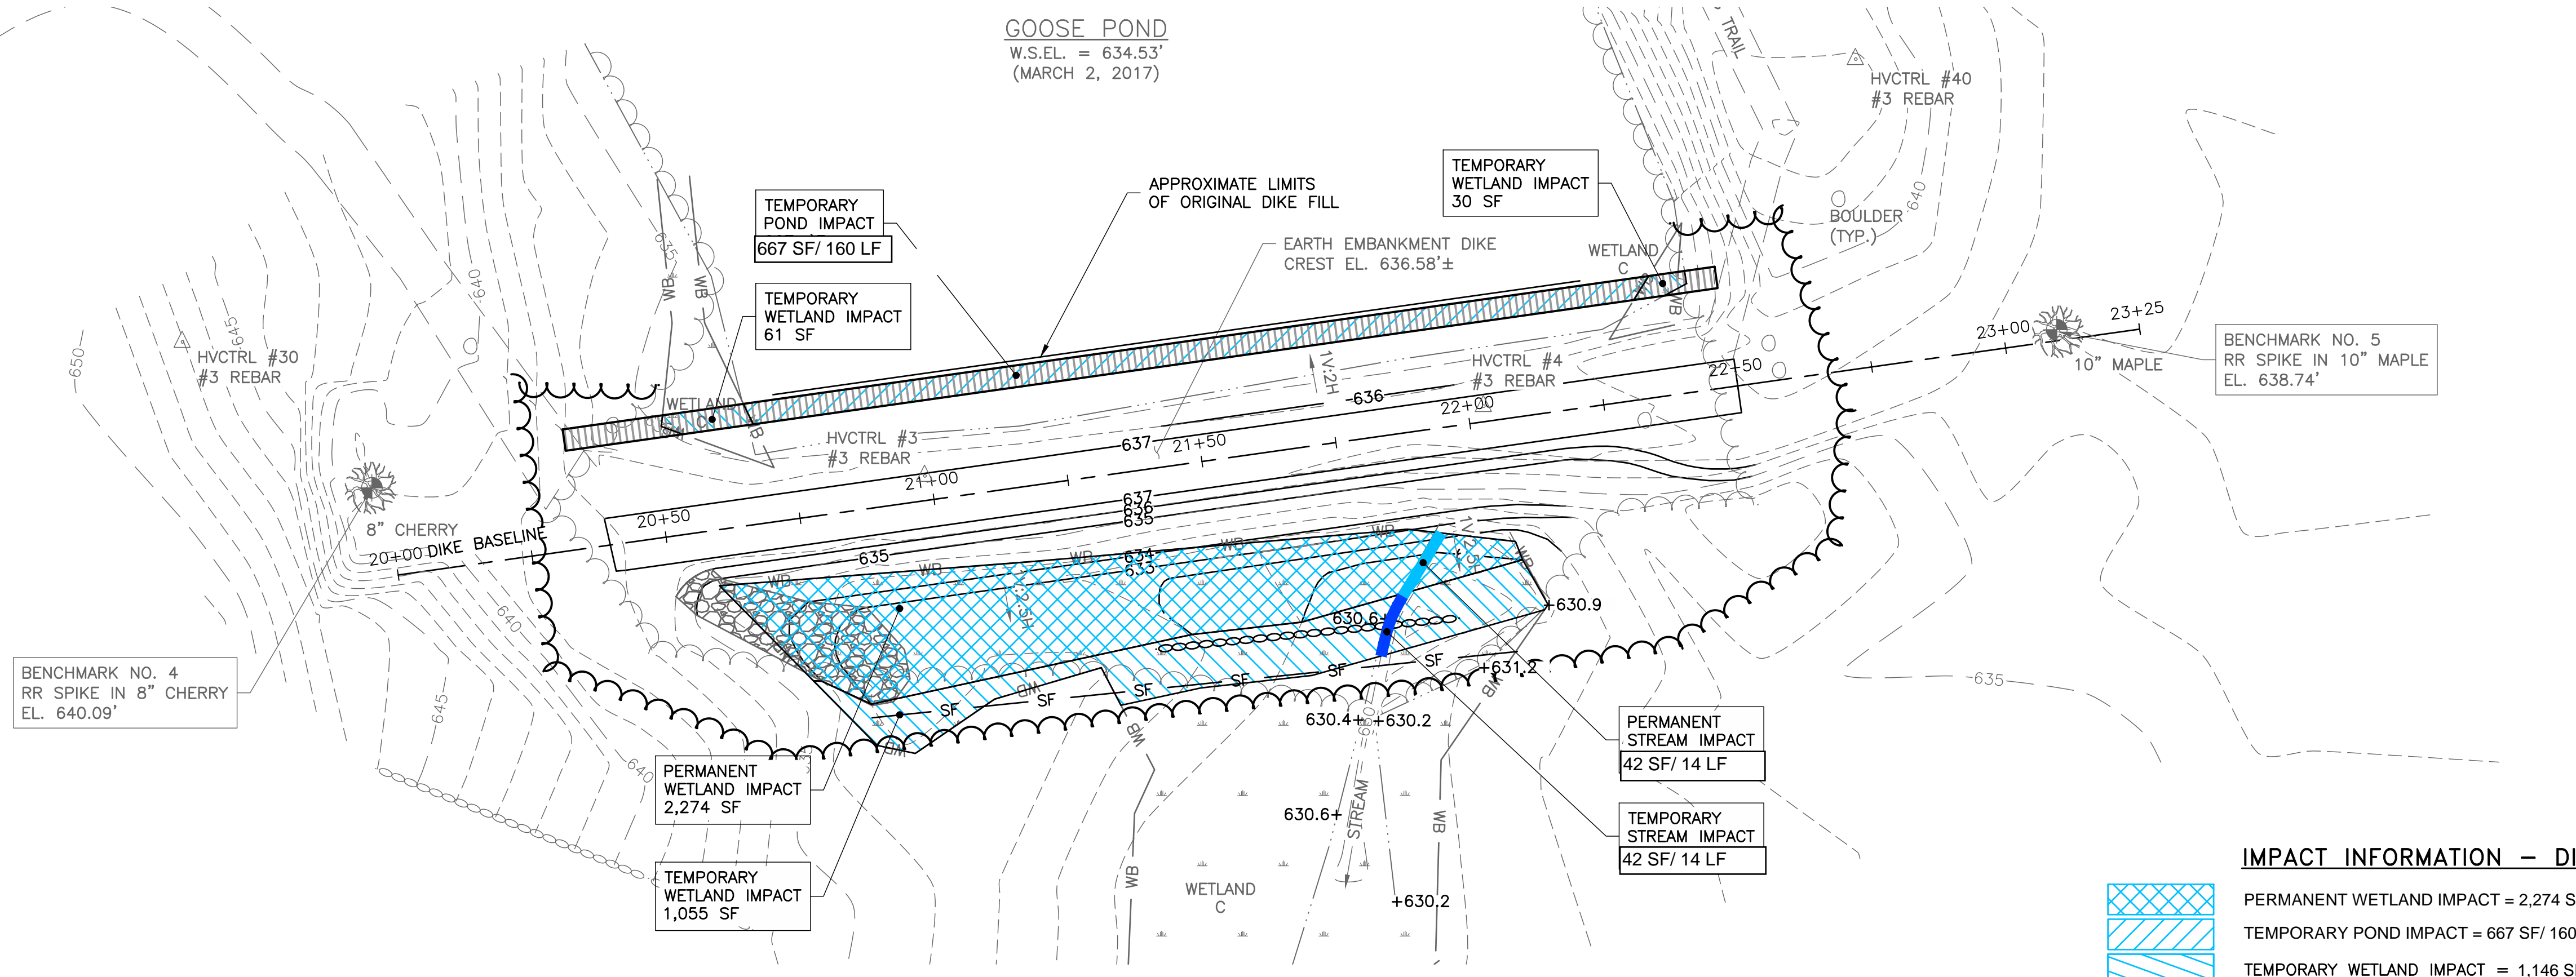 GOOSE POND
W.S.EL. = 634.53'
(MARCH 2, 2017)
TRAIL
HVCTRL #40
#3 REBAR
TEMPORARY
WETLAND IMPACT
30 SF
APPROXIMATE LIMITS
OF ORIGINAL DIKE FILL
TEMPORARY
POND IMPACT
667 SF/ 160 LF
640
BOULDER
(TYP.)
EARTH EMBANKMENT DIKE
CREST EL. 636.58'±
WETLAND
C
635
640
WB
WB
WB
TEMPORARY
WETLAND IMPACT
61 SF
645
650
HVCTRL #30
#3 REBAR
23+00
23+25
10" MAPLE
BENCHMARK NO. 5
RR SPIKE IN 10" MAPLE
EL. 638.74'
1V:2H
HVCTRL #4
#3 REBAR
22+50
636
22+00
WETLAND
C
WB
HVCTRL #3
#3 REBAR
637
21+50
21+00
637
636
635
20+50
8" CHERRY
20+00
DIKE BASELINE
635
634
633
WB
WB
WB
WB
WB
WB
+630.9
630.6+
640
+631.2
635
BENCHMARK NO. 4
RR SPIKE IN 8" CHERRY
EL. 640.09'
645
SF
SF
SF
SF
SF
SF
WB
WB
WB
WB
630.4+
+630.2
630
PERMANENT
STREAM IMPACT
42 SF/ 14 LF
640
PERMANENT
WETLAND IMPACT
2,274 SF
630.6+
STREAM
WB
WB
TEMPORARY
STREAM IMPACT
42 SF/ 14 LF
TEMPORARY
WETLAND IMPACT
1,055 SF
WETLAND
C
+630.2
IMPACT INFORMATION – DI
PERMANENT WETLAND IMPACT = 2,274 S
TEMPORARY POND IMPACT = 667 SF/ 160
TEMPORARY WETLAND IMPACT = 1,146 S